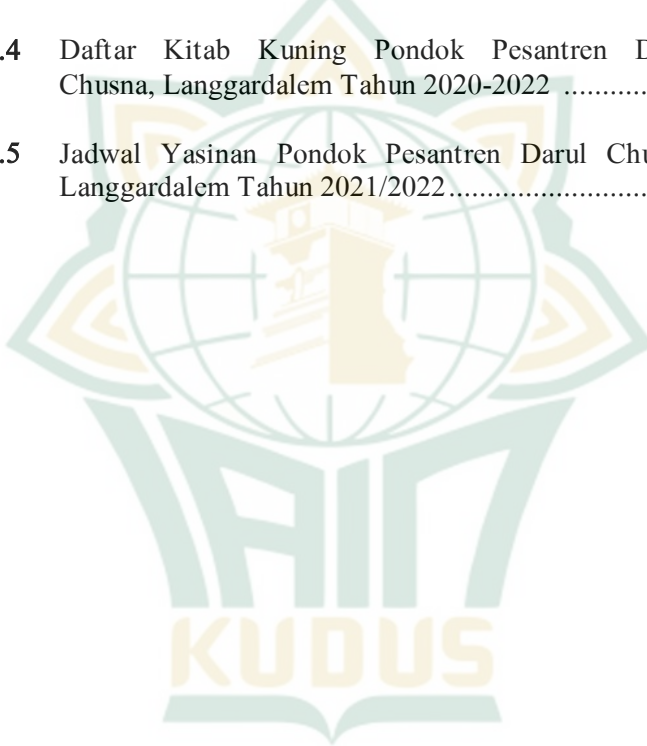 .4 Daftar Kitab Kuning Pondok Pesantren D
Chusna, Langgardalem Tahun 2020-2022 ............
.5 Jadwal Yasinan Pondok Pesantren Darul Chu
Langgardalem Tahun 2021/2022.......................
IAIN
KUDUS